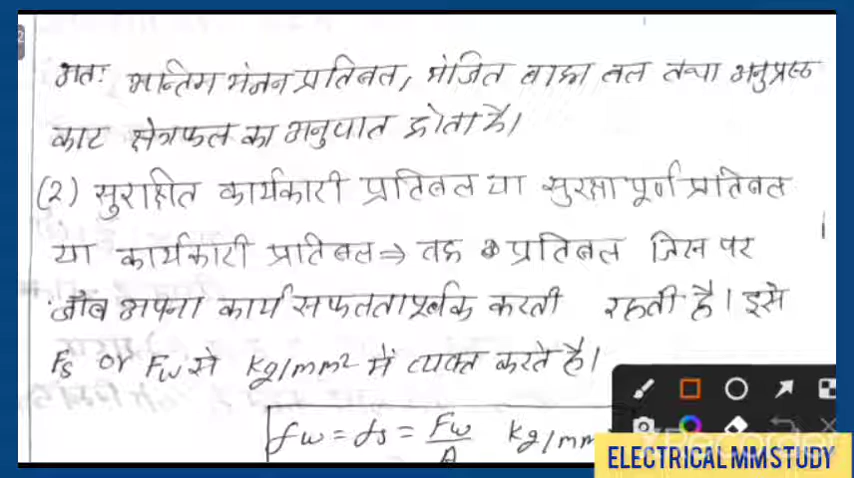 अतः अन्तिम भंजन प्रतिबल, भंजित बाह्य बल तथा अनुप्रस्थ
काट क्षेत्रफल का अनुपात होता है।
(2) सुरक्षित कार्यकारी प्रतिबल या सुरक्षापूर्ण प्रतिबल
या कार्यकारी प्रतिबल ⇒ वह प्रतिबल जिस पर
जॉब अपना कार्य सफलतापूर्वक करती रहती है। इसे
Fs or Fw से kg/mm² में व्यक्त करते है।
fw = fs = Fw/A kg/mm
ELECTRICAL MM STUDY